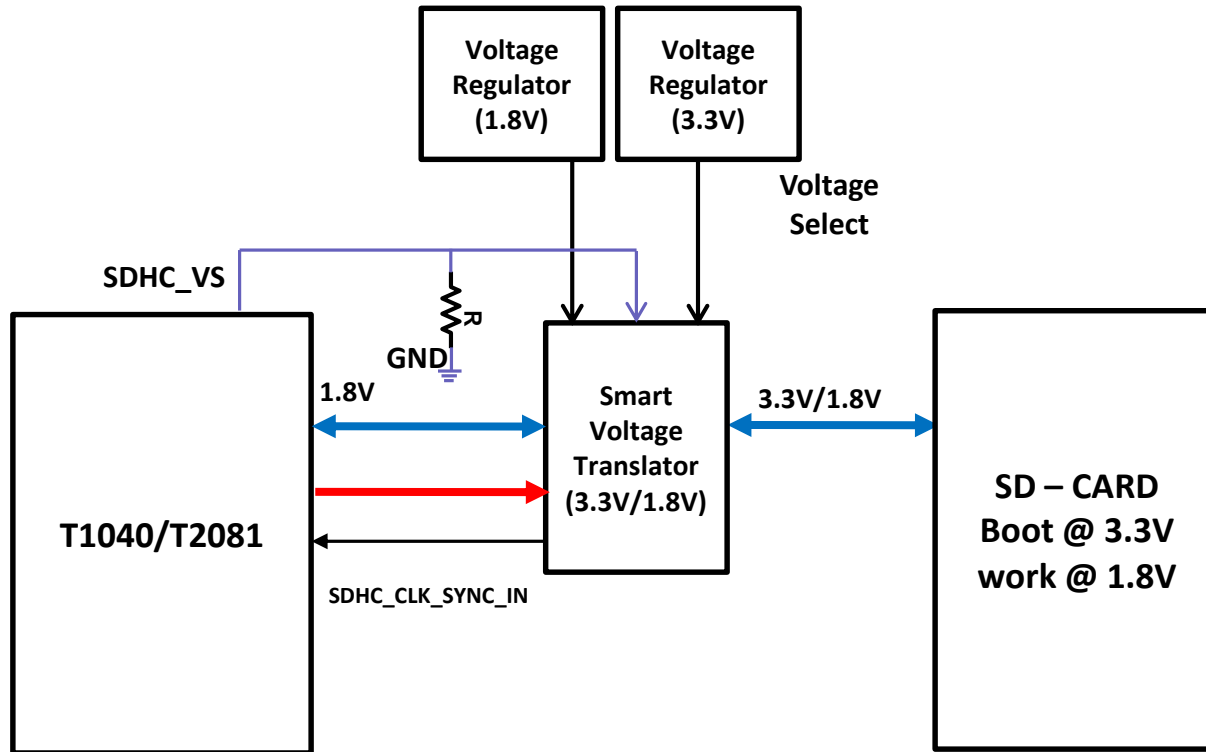 Voltage
Regulator
(1.8V)
Voltage
Regulator
(3.3V)
Voltage
Select
SDHC_VS
R
GND
1.8V
3.3V/1.8V
Smart
Voltage
Translator
(3.3V/1.8V)
T1040/T2081
SDHC_CLK_SYNC_IN
SD – CARD
Boot @ 3.3V
work @ 1.8V